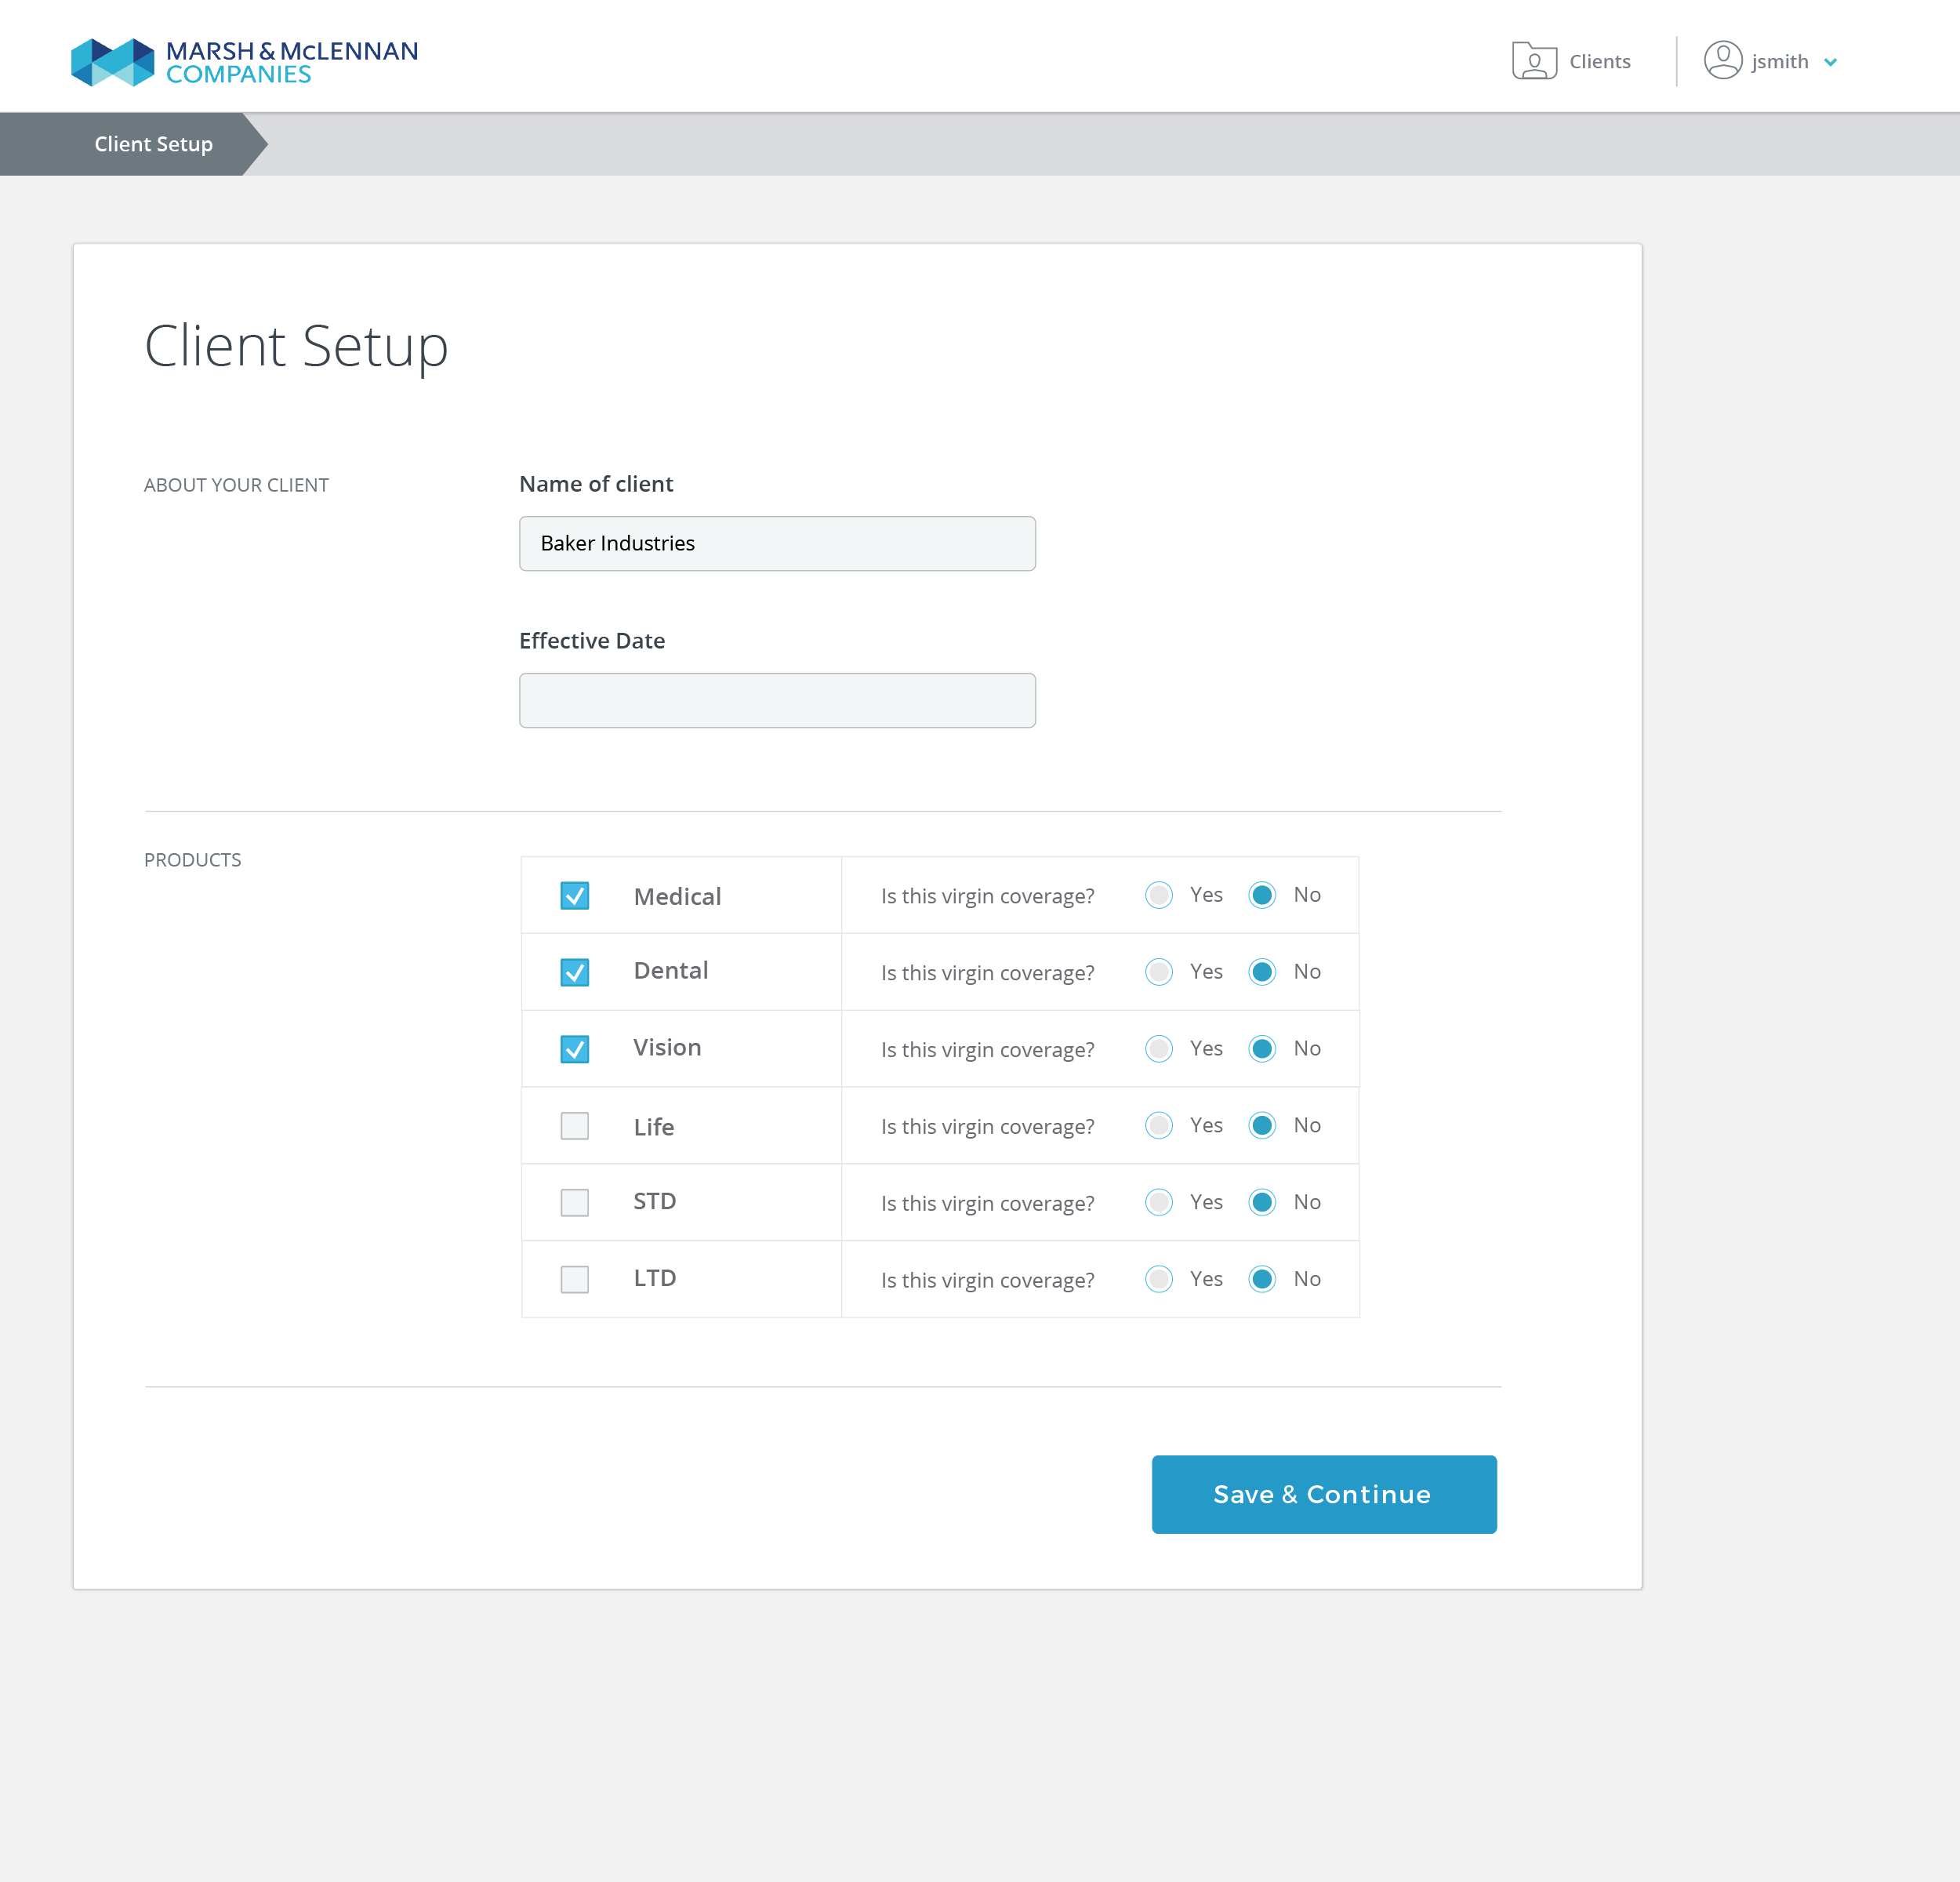 MARSH & McLENNAN
COMPANIES
Clients
jsmith
Client Setup
Client Setup
ABOUT YOUR CLIENT
Name of client
Baker Industries
Effective Date
PRODUCTS
Medical Is this virgin coverage? Yes No
Dental Is this virgin coverage? Yes No
Vision Is this virgin coverage? Yes No
Life Is this virgin coverage? Yes No
STD Is this virgin coverage? Yes No
LTD Is this virgin coverage? Yes No
Save & Continue